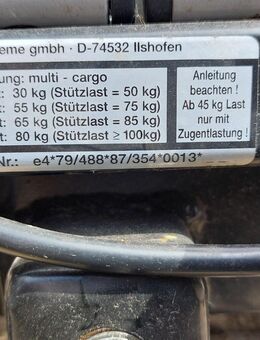 eme gmbh · D-74532 Ilshofen
ung: multi - cargo
t: 30 kg (Stützlast = 50 kg)
t: 55 kg (Stützlast = 75 kg)
t: 65 kg (Stützlast = 85 kg)
t: 80 kg (Stützlast ≥ 100kg)
Anleitung
beachten !
Ab 45 kg Last
nur mit
Zugentlastung !
Nr.: e4*79/488*87/354*0013*